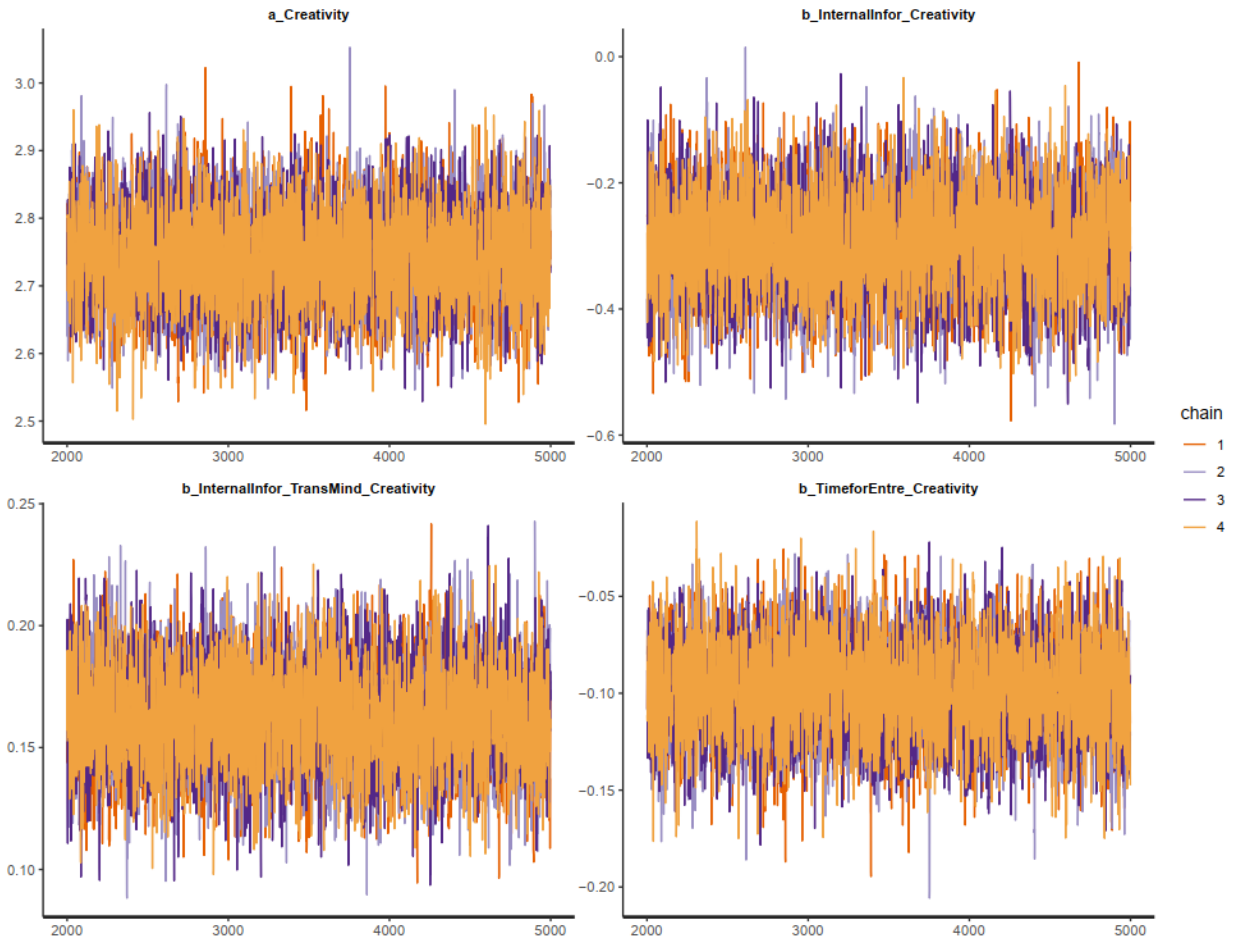 a_Creativity
b_InternalInfor_Creativity
3.0
2.9
2.8
2.7
2.6
2.5
0.0
−0.2
−0.4
−0.6
2000 3000 4000 5000
2000 3000 4000 5000
b_InternalInfor_TransMind_Creativity
b_TimeforEntre_Creativity
0.25
0.20
0.15
0.10
−0.05
−0.10
−0.15
−0.20
2000 3000 4000 5000
2000 3000 4000 5000
chain
1
2
3
4